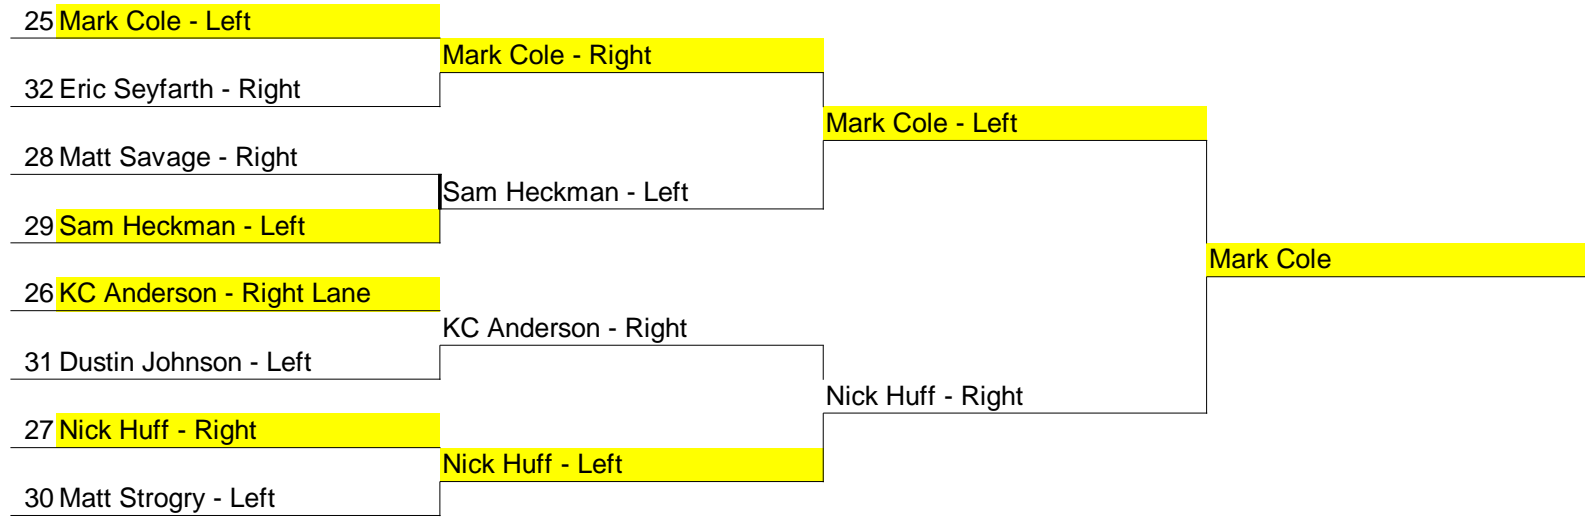 25 Mark Cole - Left
Mark Cole - Right
32 Eric Seyfarth - Right
Mark Cole - Left
28 Matt Savage - Right
Sam Heckman - Left
29 Sam Heckman - Left
Mark Cole
26 KC Anderson - Right Lane
KC Anderson - Right
31 Dustin Johnson - Left
Nick Huff - Right
27 Nick Huff - Right
Nick Huff - Left
30 Matt Strogry - Left